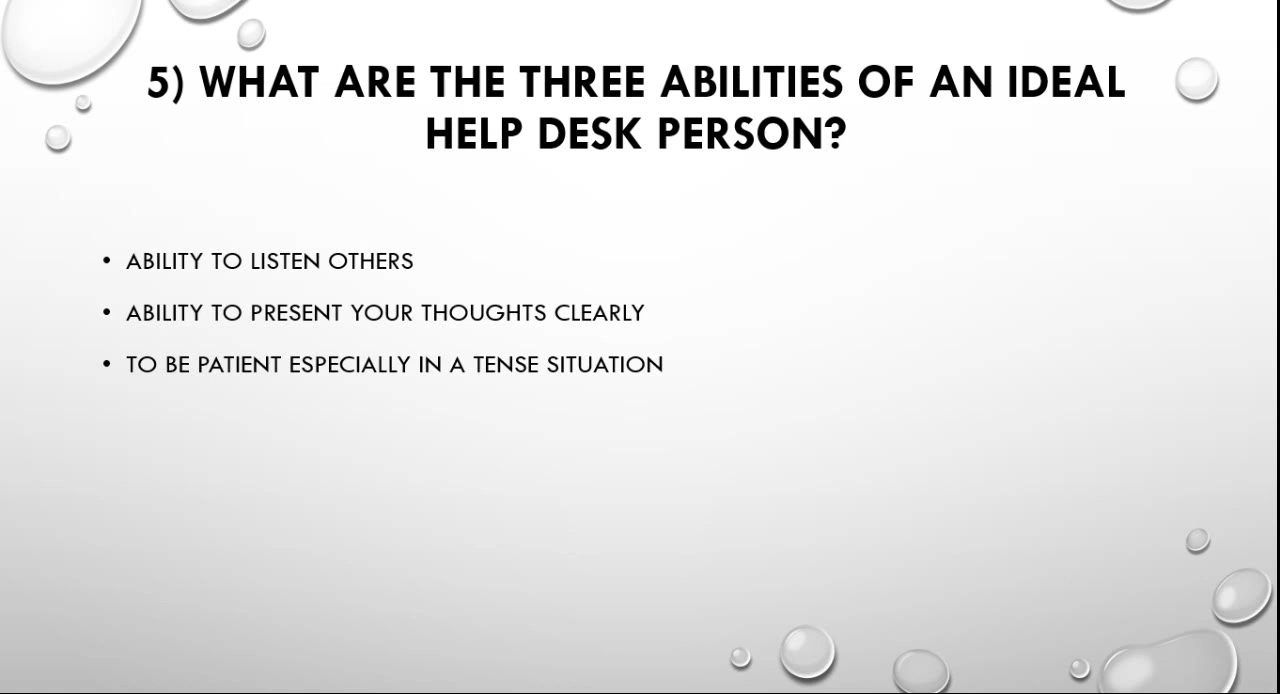 5) WHAT ARE THE THREE ABILITIES OF AN IDEAL
HELP DESK PERSON?
• ABILITY TO LISTEN OTHERS
• ABILITY TO PRESENT YOUR THOUGHTS CLEARLY
• TO BE PATIENT ESPECIALLY IN A TENSE SITUATION